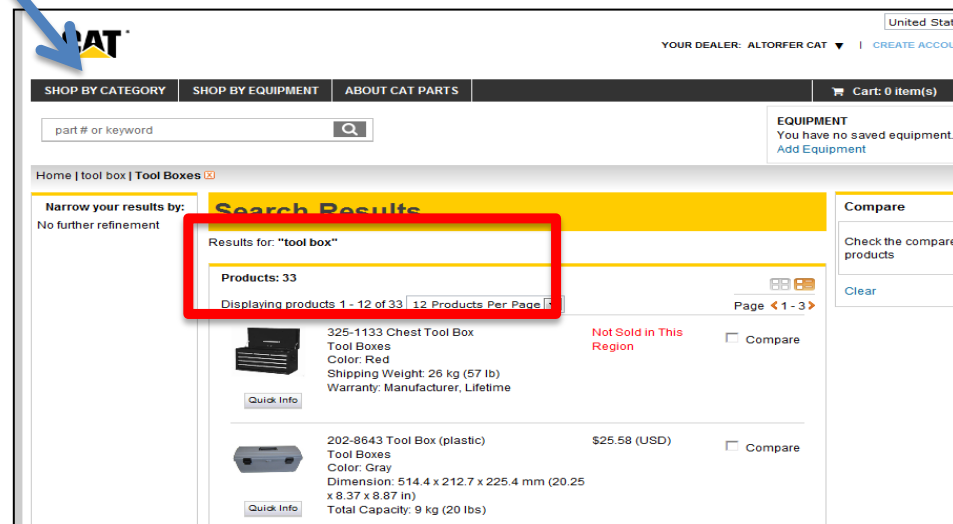 United Stat
CAT
YOUR DEALER: ALTORFER CAT ▼ | CREATE ACCOU
SHOP BY CATEGORY SHOP BY EQUIPMENT ABOUT CAT PARTS Cart: 0 item(s)
part # or keyword
EQUIPMENT
You have no saved equipment.
Add Equipment
Home | tool box | Tool Boxes
Narrow your results by:
No further refinement
Search Results
Results for: "tool box"
Products: 33
Displaying products 1 - 12 of 33 12 Products Per Page
Page 1 - 3
325-1133 Chest Tool Box
Tool Boxes
Color: Red
Shipping Weight: 26 kg (57 lb)
Warranty: Manufacturer, Lifetime
Not Sold in This
Region
Compare
Quick Info
202-8643 Tool Box (plastic)
Tool Boxes
Color: Gray
Dimension: 514.4 x 212.7 x 225.4 mm (20.25
x 8.37 x 8.87 in)
Total Capacity: 9 kg (20 lbs)
$25.58 (USD)
Compare
Quick Info
Compare
Check the compare
products
Clear